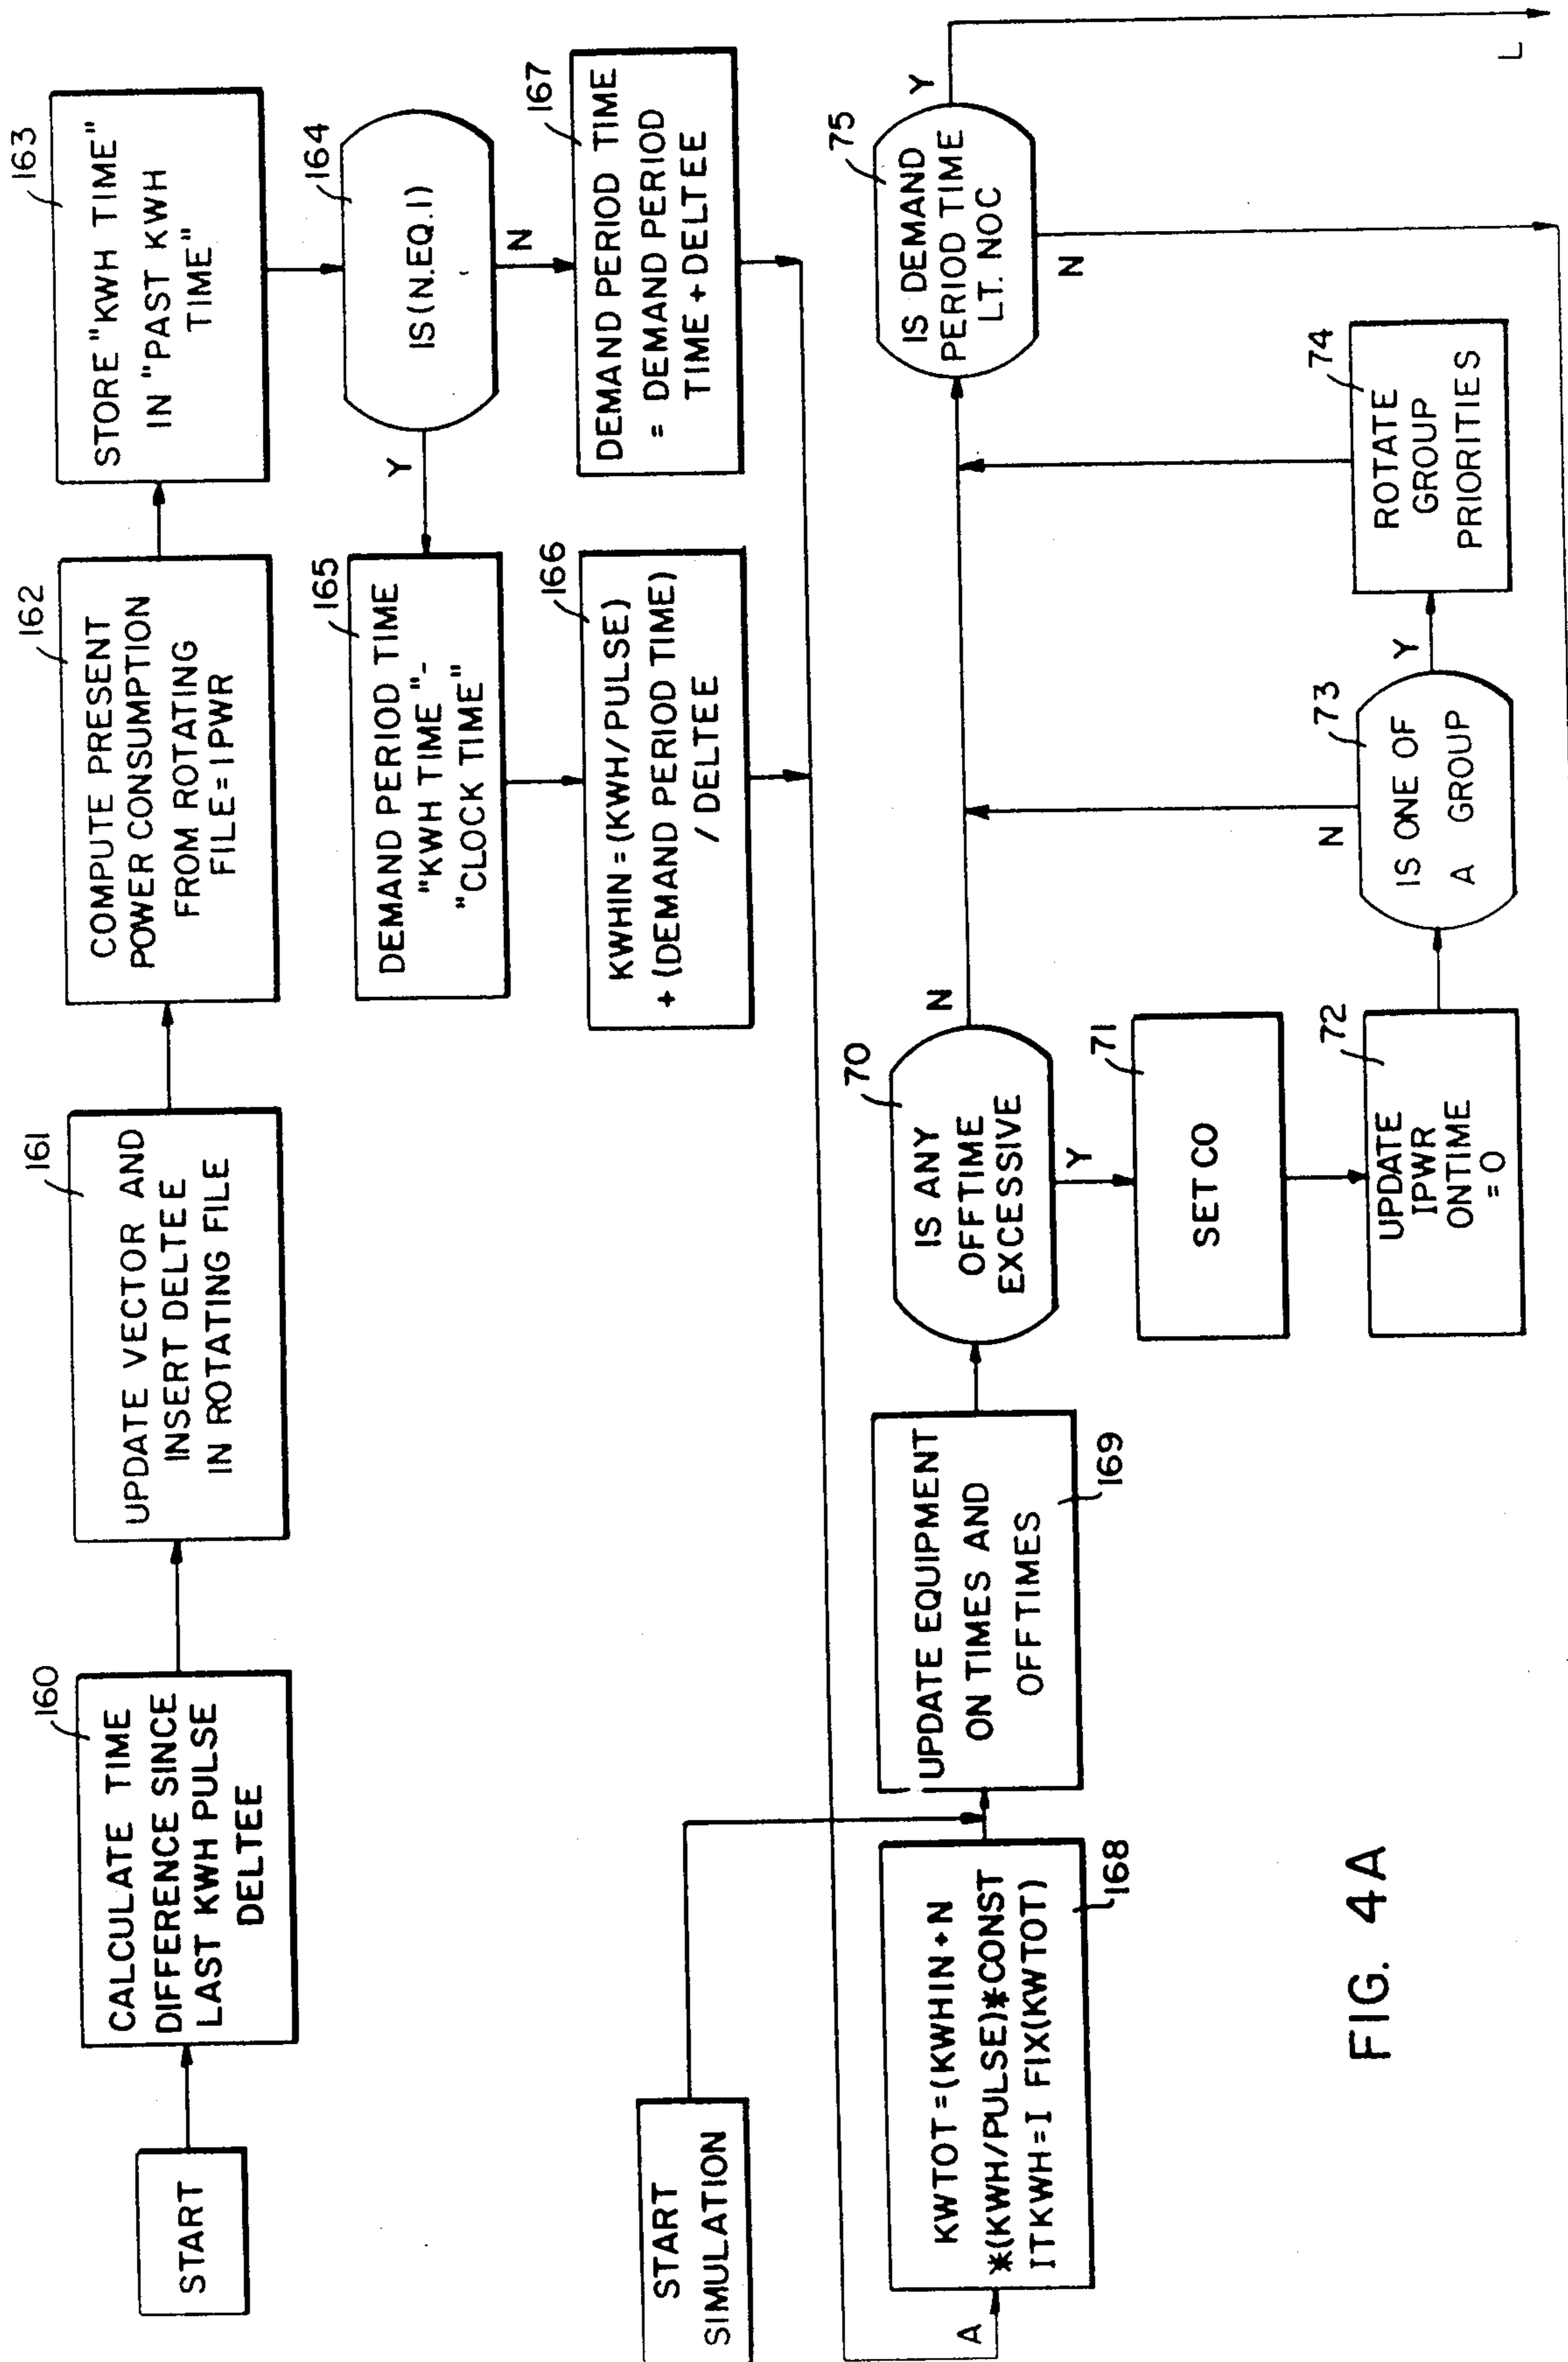 START
160
CALCULATE TIME
DIFFERENCE SINCE
LAST KWH PULSE
DELTEE
161
UPDATE VECTOR AND
INSERT DELTEE
IN ROTATING FILE
162
COMPUTE PRESENT
POWER CONSUMPTION
FROM ROTATING
FILE=IPWR
163
STORE "KWH TIME"
IN "PAST KWH
TIME"
164
IS(N.EQ.1)
Y
N
165
DEMAND PERIOD TIME
"KWH TIME"-
"CLOCK TIME"
166
KWHIN=(KWH/PULSE)
+(DEMAND PERIOD TIME)
/DELTEE
167
DEMAND PERIOD TIME
= DEMAND PERIOD
TIME+DELTEE
START
SIMULATION
A
KWTOT=(KWHIN+N
*(KWH/PULSE)*CONST
ITKWH=I FIX(KWTOT)
168
UPDATE EQUIPMENT
ON TIMES AND
OFFTIMES
169
70
IS ANY
OFFTIME
EXCESSIVE
N
Y
71
SET CO
72
UPDATE
IPWR
ONTIME
=0
73
IS ONE OF
A GROUP
N
Y
74
ROTATE
GROUP
PRIORITIES
75
IS DEMAND
PERIOD TIME
LT. NOC
Y
N
L
FIG. 4A